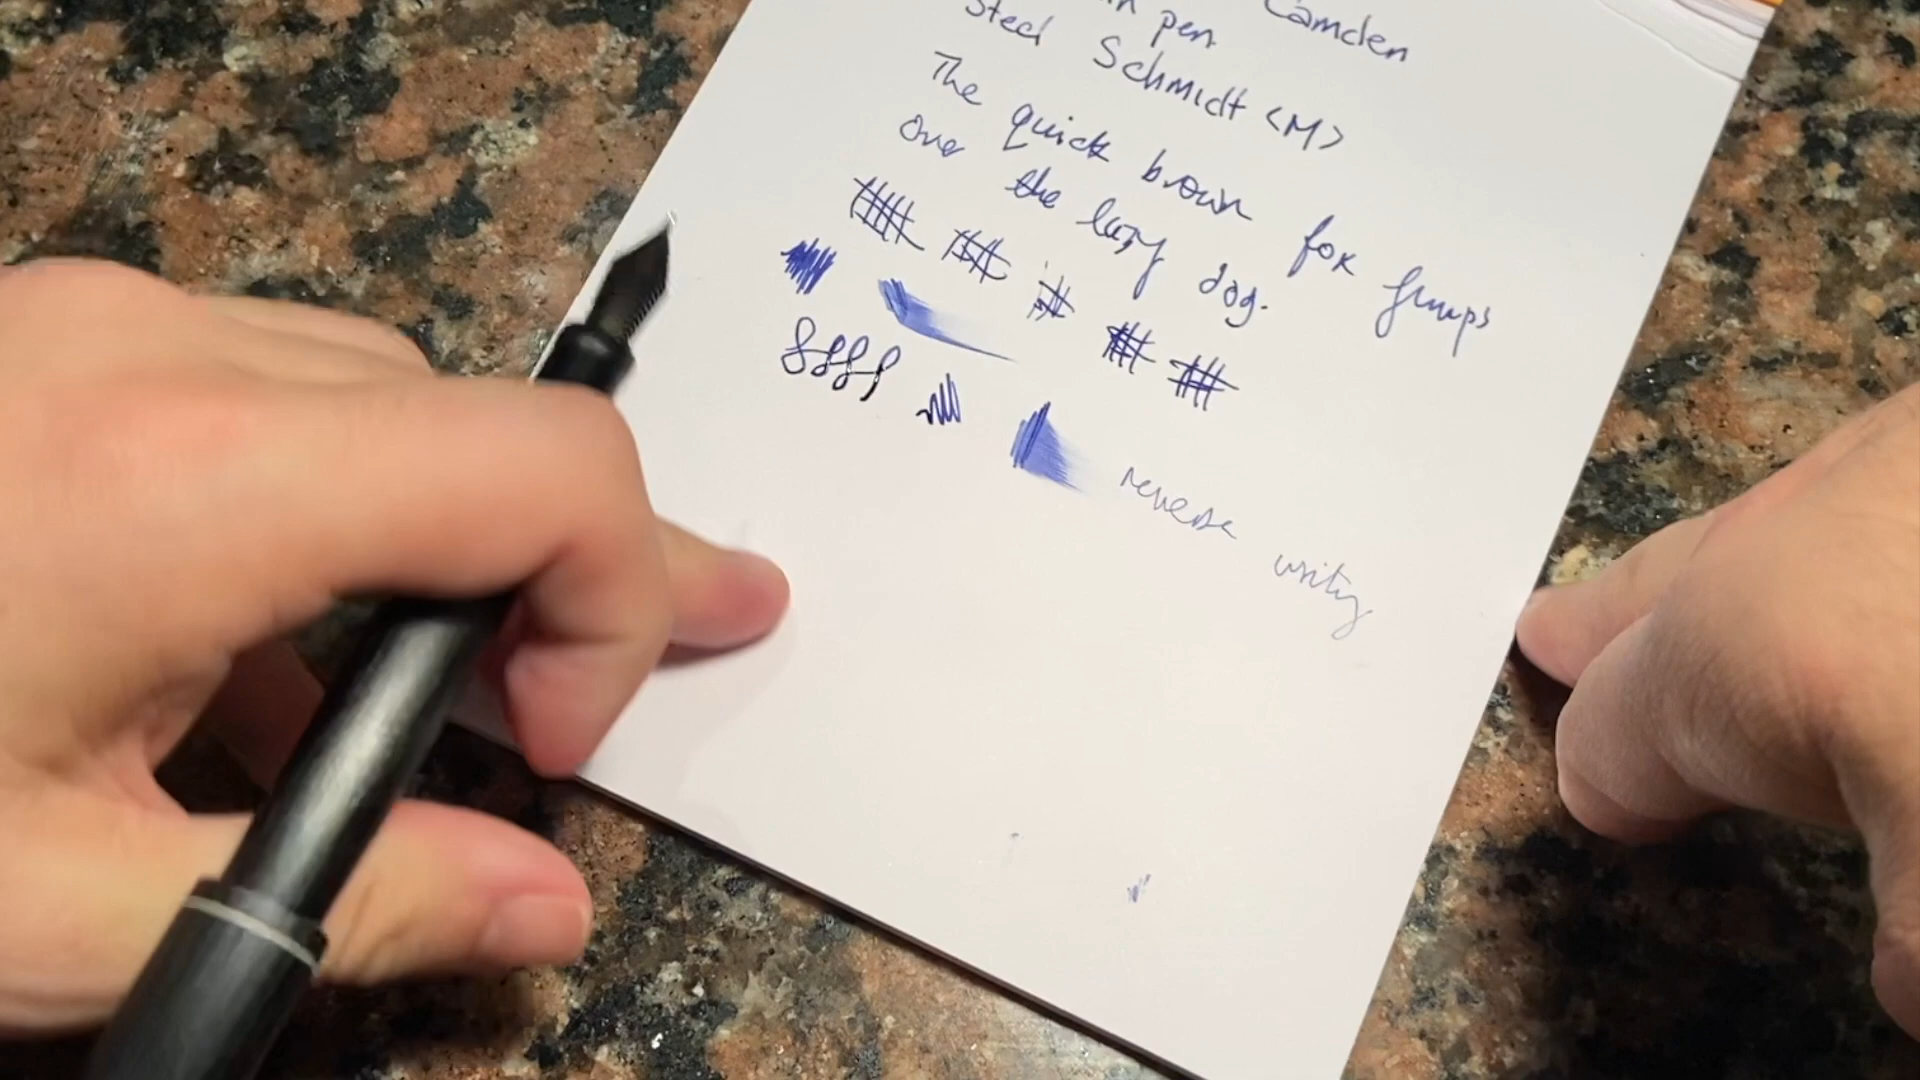 Camden
pen
Steel Schmidt <M>
The quick brown fox jumps
over the lazy dog.
reverse writing